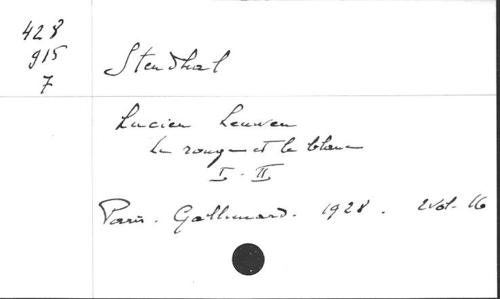 428
915
7
Stendhal
Lucien Leuwen
Le rouge et le blanc
I-II
Paris. Gallimard. 1928. 2 vol. 16